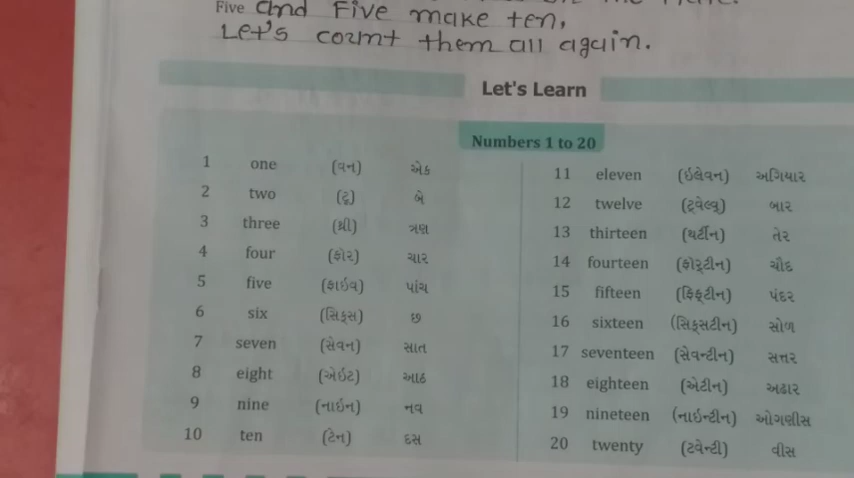 Five and Five make ten,
Let's count them all again.
Let's Learn
Numbers 1 to 20
1 one (વન) એક
2 two (ટૂ) બે
3 three (થ્રી) ત્રણ
4 four (ફોર) ચાર
5 five (ફાઇવ) પાંચ
6 six (સિક્સ) છ
7 seven (સેવન) સાત
8 eight (એઇટ) આઠ
9 nine (નાઇન) નવ
10 ten (ટેન) દસ
11 eleven (ઇલેવન) અગિયાર
12 twelve (ટ્વેલ્વ્) બાર
13 thirteen (થર્ટીન) તેર
14 fourteen (ફોર્ટીન) ચૌદ
15 fifteen (ફિફ્ટીન) પંદર
16 sixteen (સિક્સટીન) સોળ
17 seventeen (સેવન્ટીન) સત્તર
18 eighteen (એટીન) અઢાર
19 nineteen (નાઇન્ટીન) ઓગણીસ
20 twenty (ટવેન્ટી) વીસ